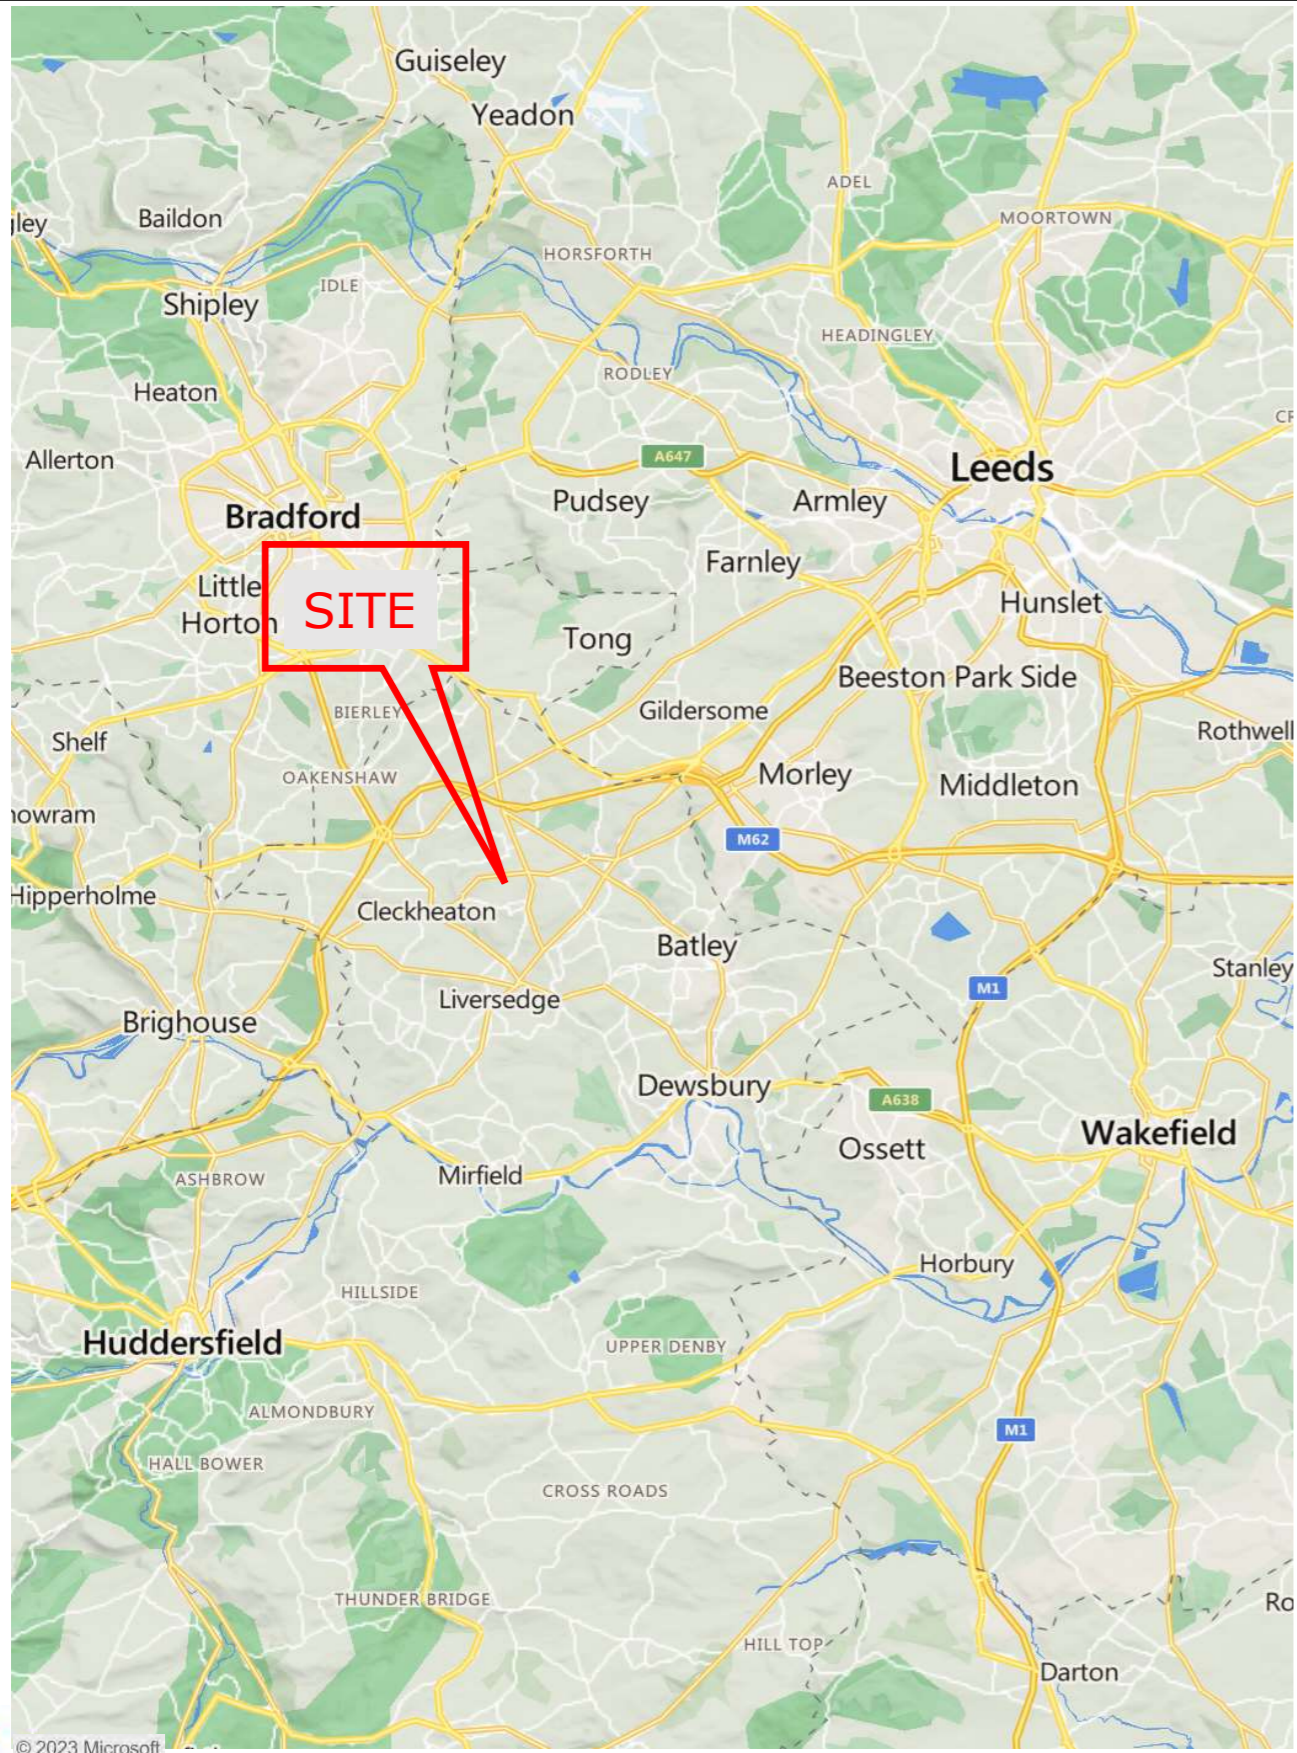 Guiseley
Yeadon
ADEL
MOORTOWN
Baildon
HORSFORTH
IDLE
Shipley
HEADINGLEY
RODLEY
Heaton
A647
Allerton
Leeds
Pudsey
Armley
Bradford
Farnley
Little
Horton
SITE
Hunslet
Tong
Beeston Park Side
BIERLEY
Gildersome
Shelf
Rothwell
OAKENSHAW
Morley
Middleton
howram
M62
Hipperholme
Cleckheaton
Batley
Stanley
M1
Liversedge
Brighouse
Dewsbury
A638
Wakefield
Ossett
ASHBROW
Mirfield
Horbury
HILLSIDE
Huddersfield
UPPER DENBY
ALMONDBURY
M1
HALL BOWER
CROSS ROADS
THUNDER BRIDGE
HILL TOP
Darton
© 2023 Microsoft